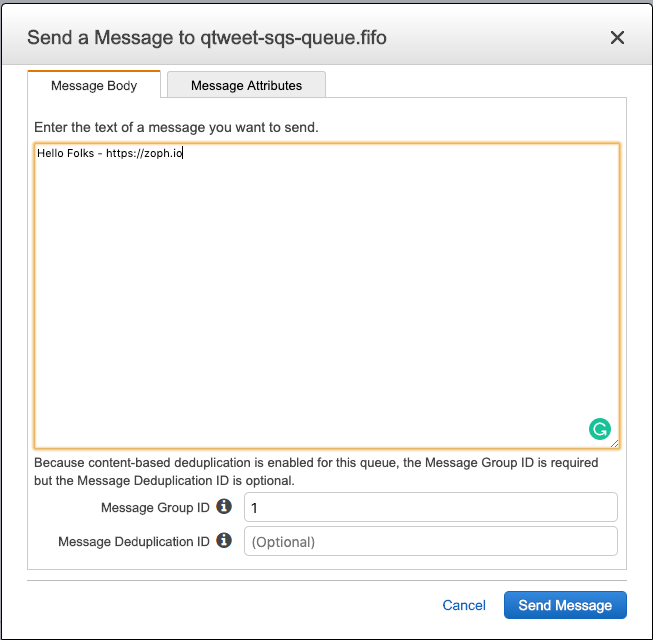 Send a Message to qtweet-sqs-queue.fifo
Message Body
Message Attributes
Enter the text of a message you want to send.
Hello Folks - https://zoph.io
Because content-based deduplication is enabled for this queue, the Message Group ID is required
but the Message Deduplication ID is optional.
Message Group ID 1
Message Deduplication ID (Optional)
Cancel Send Message